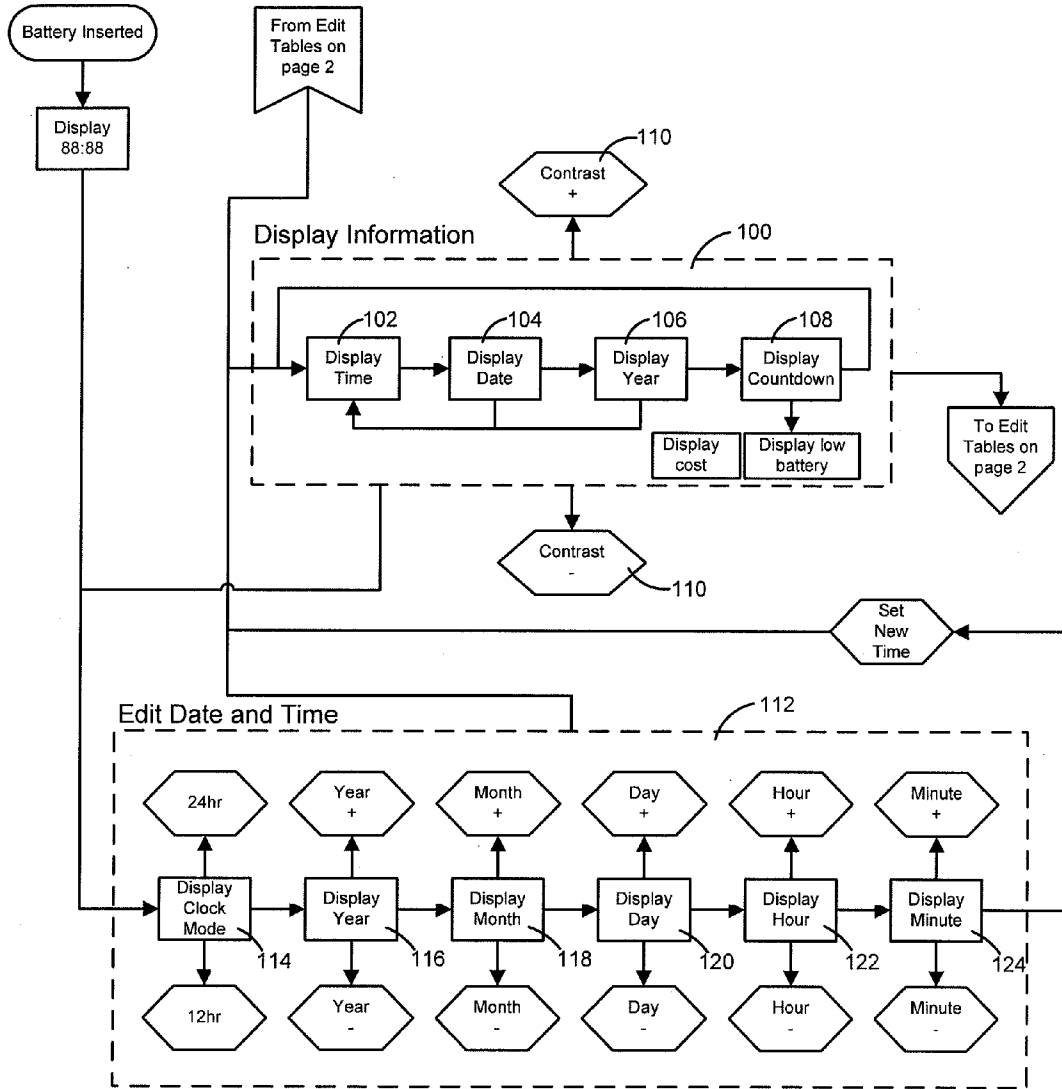 Battery Inserted
From Edit
Tables on
page 2
Display
88:88
110
Contrast
+
Display Information
100
102
104
106
108
Display
Time
Display
Date
Display
Year
Display
Countdown
Display
cost
Display low
battery
To Edit
Tables on
page 2
Contrast
-
110
Set
New
Time
Edit Date and Time
112
24hr
Year
+
Month
+
Day
+
Hour
+
Minute
+
Display
Clock
Mode
Display
Year
Display
Month
Display
Day
Display
Hour
Display
Minute
114
116
118
120
122
124
12hr
Year
-
Month
-
Day
-
Hour
-
Minute
-